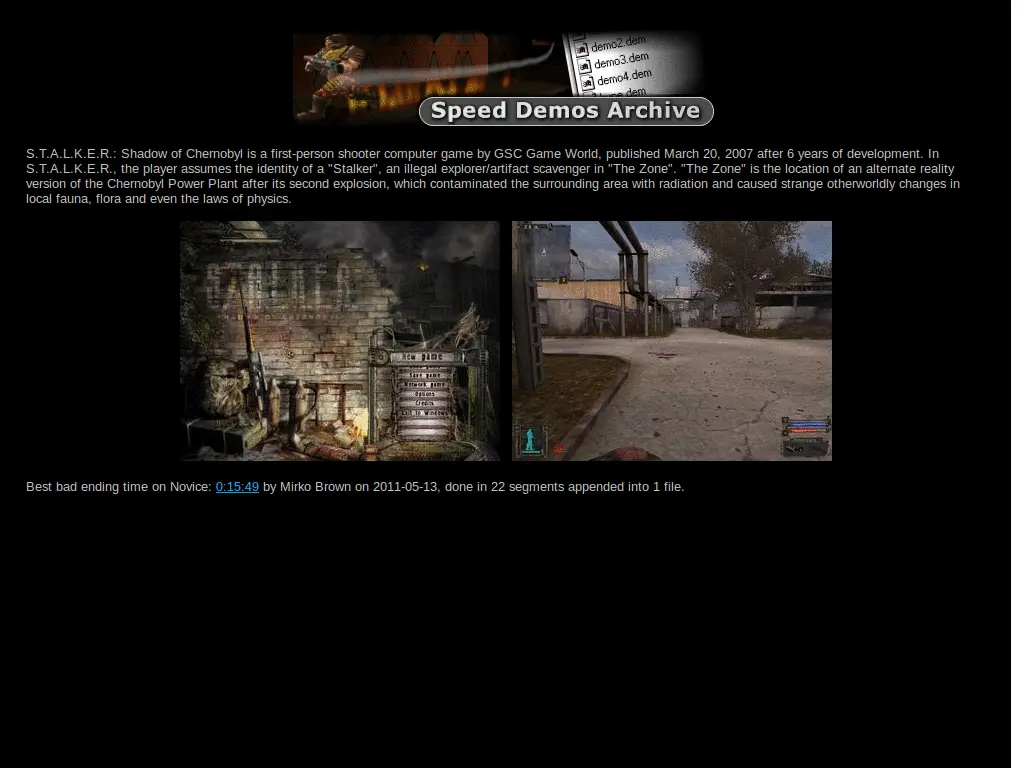 demo2.dem
demo3.dem
demo4.dem
Speed Demos Archive
S.T.A.L.K.E.R.: Shadow of Chernobyl is a first-person shooter computer game by GSC Game World, published March 20, 2007 after 6 years of development. In
S.T.A.L.K.E.R., the player assumes the identity of a "Stalker", an illegal explorer/artifact scavenger in "The Zone". "The Zone" is the location of an alternate reality
version of the Chernobyl Power Plant after its second explosion, which contaminated the surrounding area with radiation and caused strange otherworldly changes in
local fauna, flora and even the laws of physics.
New game
Save game
Network game
Options
Credits
Best bad ending time on Novice: 0:15:49 by Mirko Brown on 2011-05-13, done in 22 segments appended into 1 file.